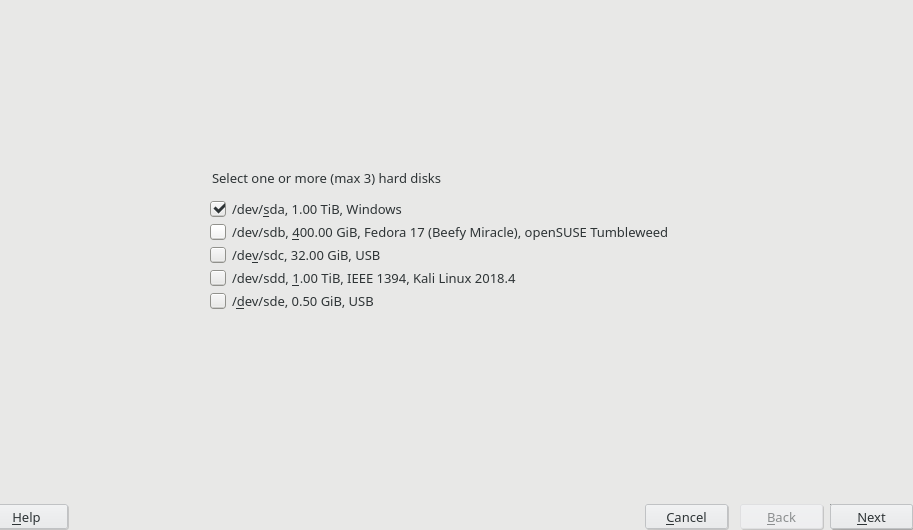 Select one or more (max 3) hard disks
/dev/sda, 1.00 TiB, Windows
/dev/sdb, 400.00 GiB, Fedora 17 (Beefy Miracle), openSUSE Tumbleweed
/dev/sdc, 32.00 GiB, USB
/dev/sdd, 1.00 TiB, IEEE 1394, Kali Linux 2018.4
/dev/sde, 0.50 GiB, USB
Help Cancel Back Next